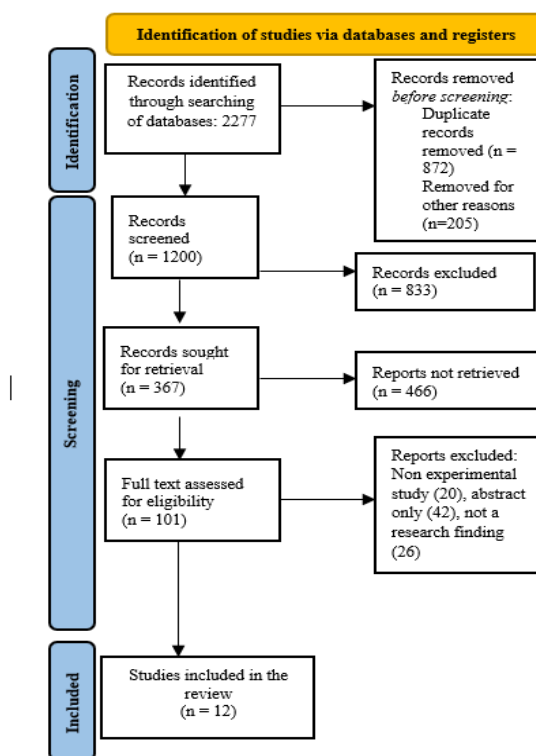 Identification of studies via databases and registers
Identification
Records identified
through searching
of databases: 2277
Records removed
before screening:
Duplicate
records
removed (n =
872)
Removed for
other reasons
(n=205)
Screening
Records
screened
(n = 1200)
Records excluded
(n = 833)
Records sought
for retrieval
(n = 367)
Reports not retrieved
(n = 466)
Full text assessed
for eligibility
(n = 101)
Reports excluded:
Non experimental
study (20), abstract
only (42), not a
research finding
(26)
Included
Studies included in the
review
(n = 12)